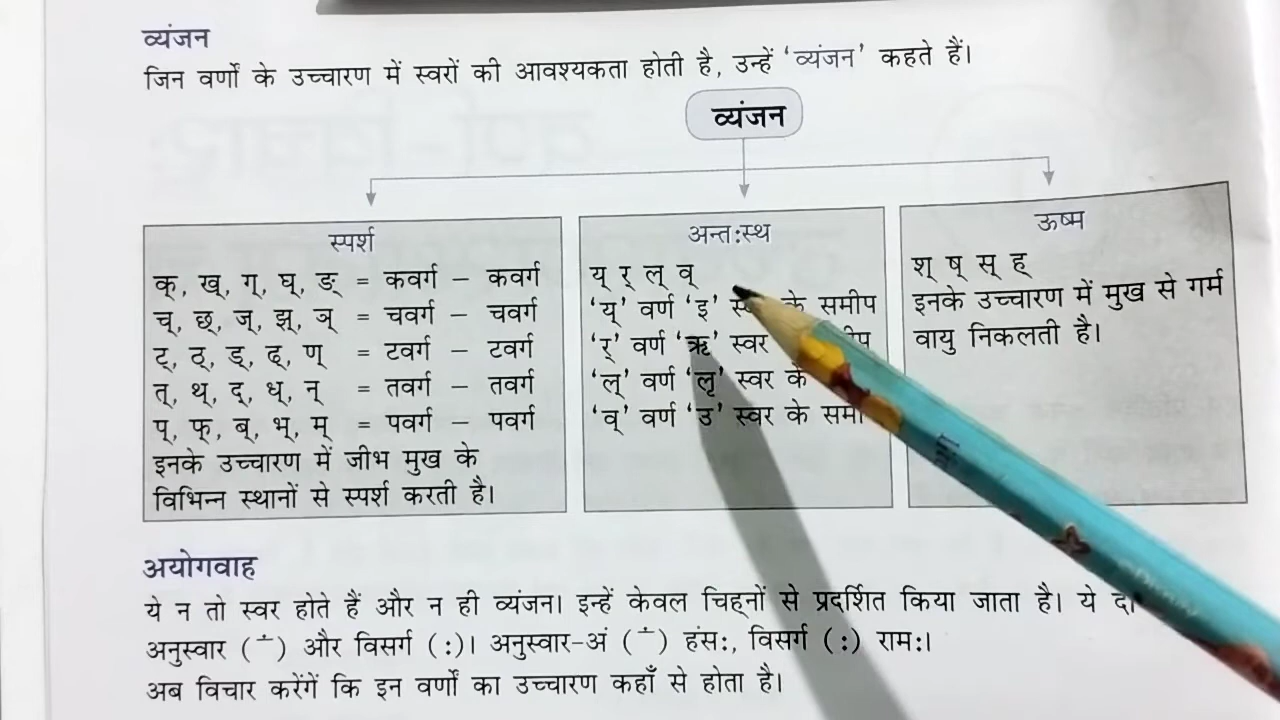 व्यंजन
जिन वर्णों के उच्चारण में स्वरों की आवश्यकता होती है, उन्हें ‘व्यंजन’ कहते हैं।
व्यंजन
स्पर्श
क्, ख्, ग्, घ्, ङ् = कवर्ग – कवर्ग
च्, छ्, ज्, झ्, ञ् = चवर्ग – चवर्ग
ट्, ठ्, ड्, ढ्, ण् = टवर्ग – टवर्ग
त्, थ्, द्, ध्, न् = तवर्ग – तवर्ग
प्, फ्, ब्, भ्, म् = पवर्ग – पवर्ग
इनके उच्चारण में जीभ मुख के
विभिन्न स्थानों से स्पर्श करती है।
अन्तःस्थ
य् र् ल् व्
‘य्’ वर्ण ‘इ’ के समीप
‘र्’ वर्ण ‘ऋ’ स्वर
‘ल्’ वर्ण ‘लृ’ स्वर के
‘व्’ वर्ण ‘उ’ स्वर के
ऊष्म
श् ष् स् ह्
इनके उच्चारण में मुख से गर्म
वायु निकलती है।
अयोगवाह
ये न तो स्वर होते हैं और न ही व्यंजन। इन्हें केवल चिह्नों से प्रदर्शित किया जाता है। ये
अनुस्वार (∸) और विसर्ग (:)। अनुस्वार-अं (∸) हंसः, विसर्ग (:) रामः।
अब विचार करेंगें कि इन वर्णों का उच्चारण कहाँ से होता है।